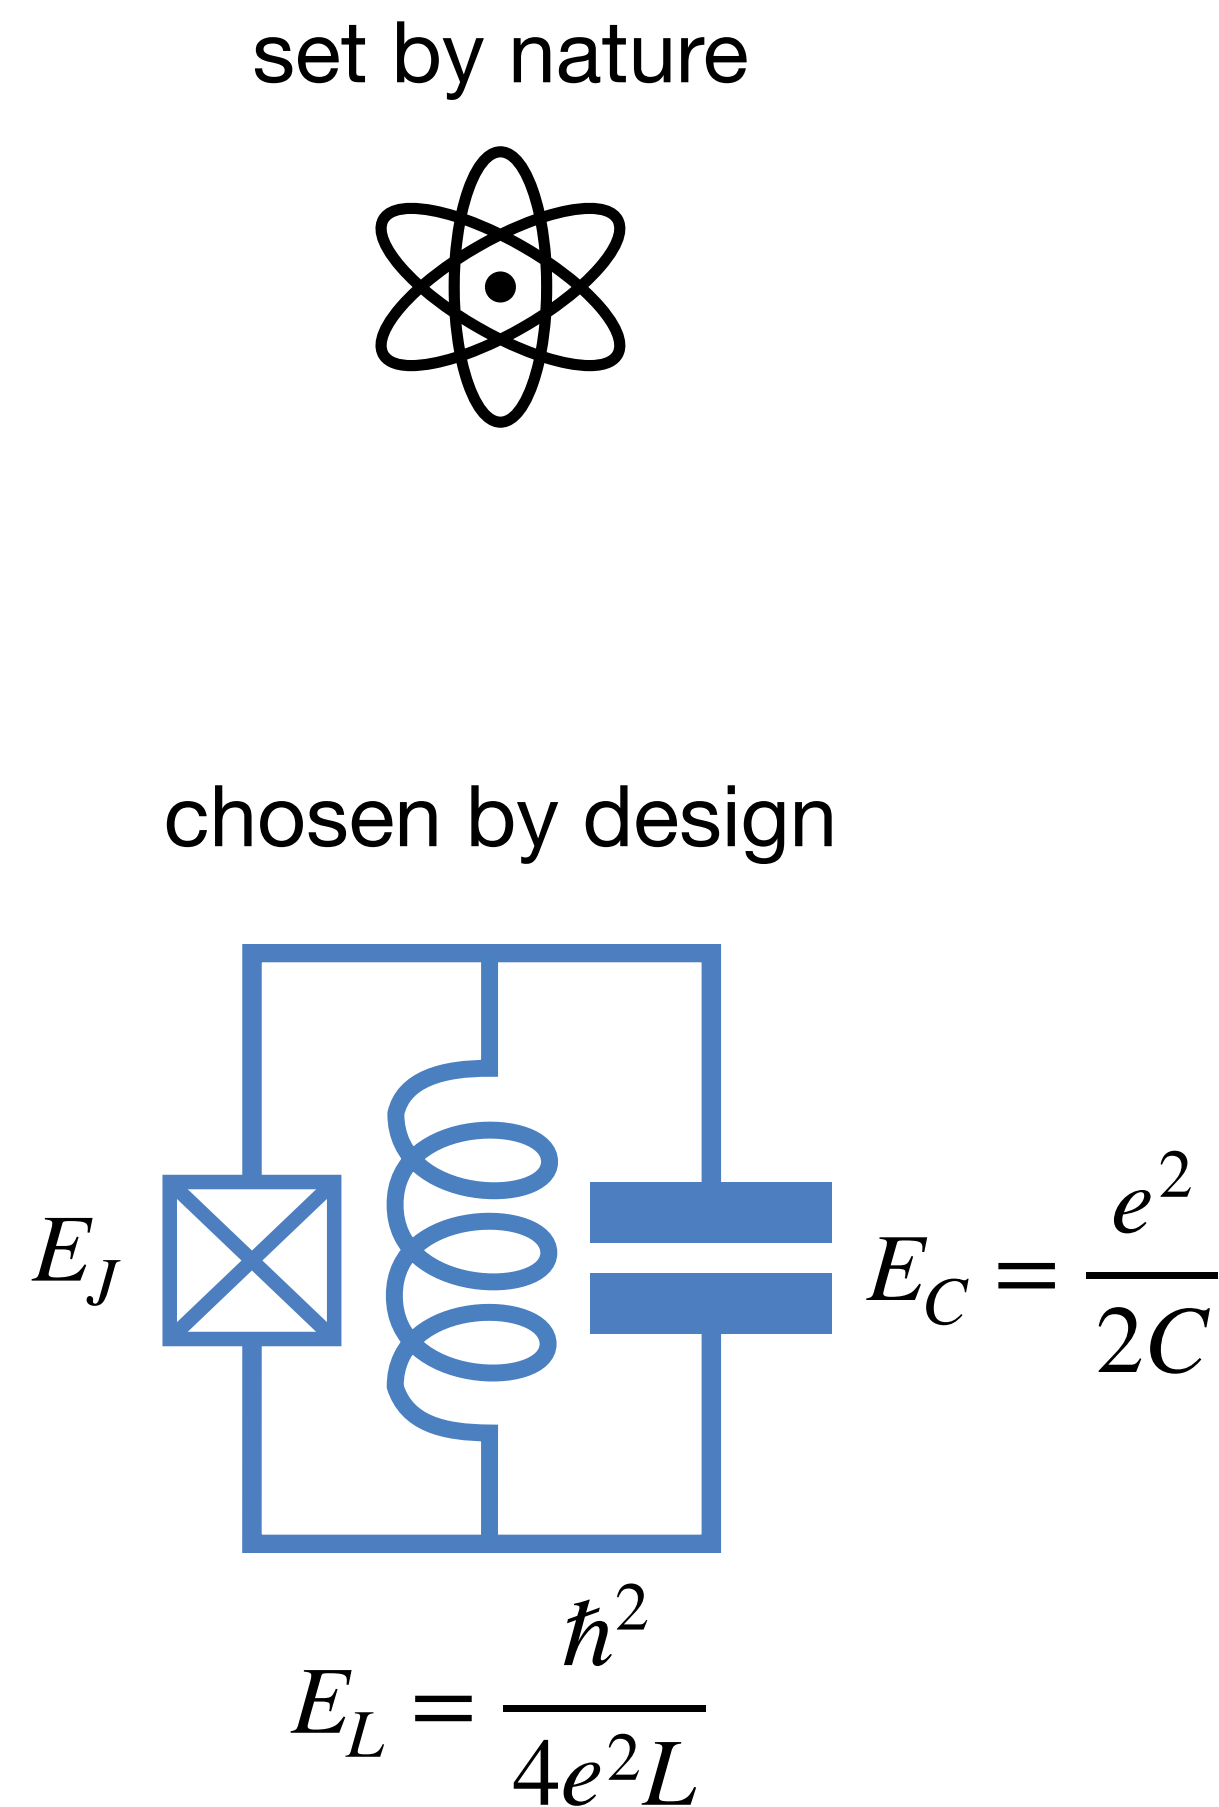 set by nature
chosen by design
E_J
E_C = e^2 / 2C
E_L = ħ^2 / 4e^2L